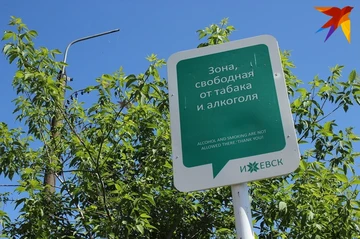 Зона,
свободная
от табака
и алкоголя
ALCOHOL AND SMOKING ARE NOT
ALLOWED THERE! THANK YOU!
ИЖЕВСК